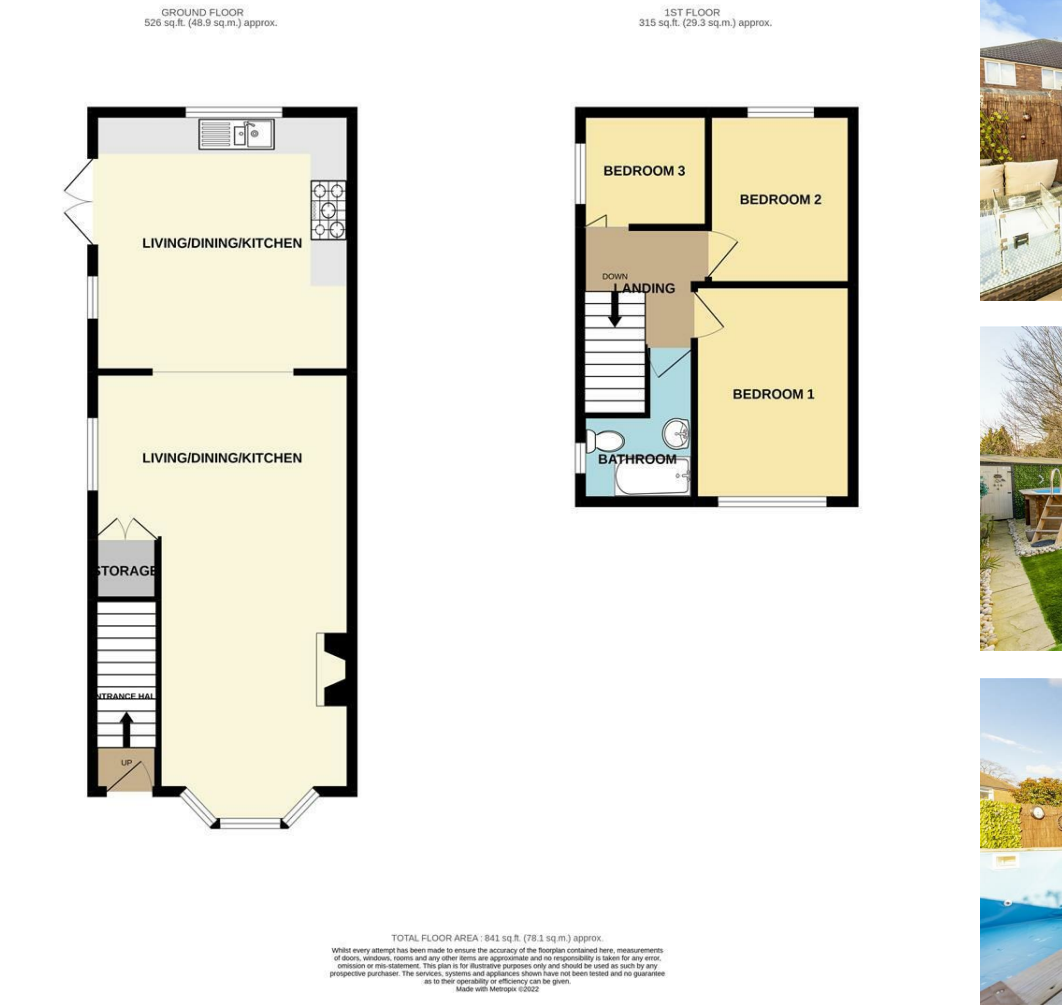 GROUND FLOOR
526 sq.ft. (48.9 sq.m.) approx.
1ST FLOOR
315 sq.ft. (29.3 sq.m.) approx.
LIVING/DINING/KITCHEN
LIVING/DINING/KITCHEN
STORAGE
NTRANCE HAL
UP
BEDROOM 3
BEDROOM 2
DOWN
LANDING
BEDROOM 1
BATHROOM
TOTAL FLOOR AREA : 841 sq.ft. (78.1 sq.m.) approx.
Whilst every attempt has been made to ensure the accuracy of the floorplan contained here, measurements
of doors, windows, rooms and any other items are approximate and no responsibility is taken for any error,
omission or mis-statement. This plan is for illustrative purposes only and should be used as such by any
prospective purchaser. The services, systems and appliances shown have not been tested and no guarantee
as to their operability or efficiency can be given.
Made with Metropix ©2022